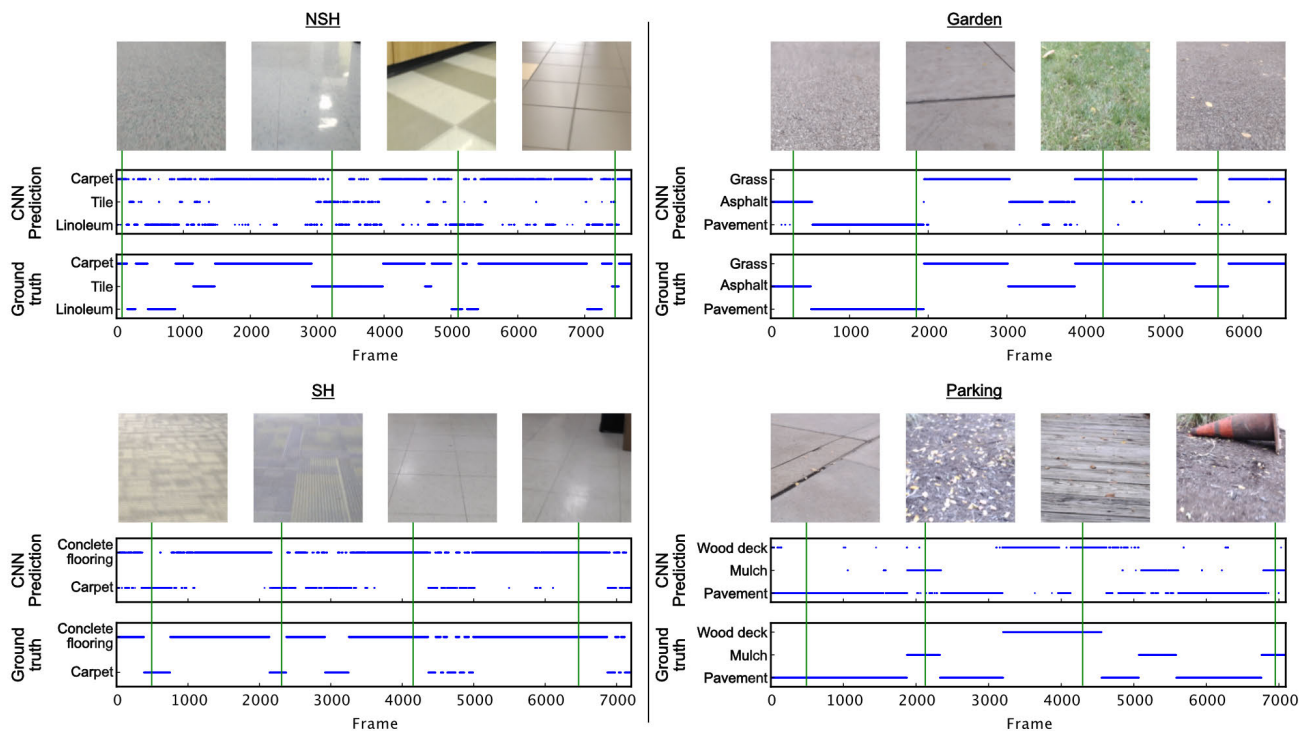 NSH
CNN
Prediction
Carpet
Tile
Linoleum
Ground
truth
Carpet
Tile
Linoleum
0 1000 2000 3000 4000 5000 6000 7000
Frame
Garden
CNN
Prediction
Grass
Asphalt
Pavement
Ground
truth
Grass
Asphalt
Pavement
0 1000 2000 3000 4000 5000 6000
Frame
SH
CNN
Prediction
Conclete
flooring
Carpet
Ground
truth
Conclete
flooring
Carpet
0 1000 2000 3000 4000 5000 6000 7000
Frame
Parking
CNN
Prediction
Wood deck
Mulch
Pavement
Ground
truth
Wood deck
Mulch
Pavement
0 1000 2000 3000 4000 5000 6000 7000
Frame